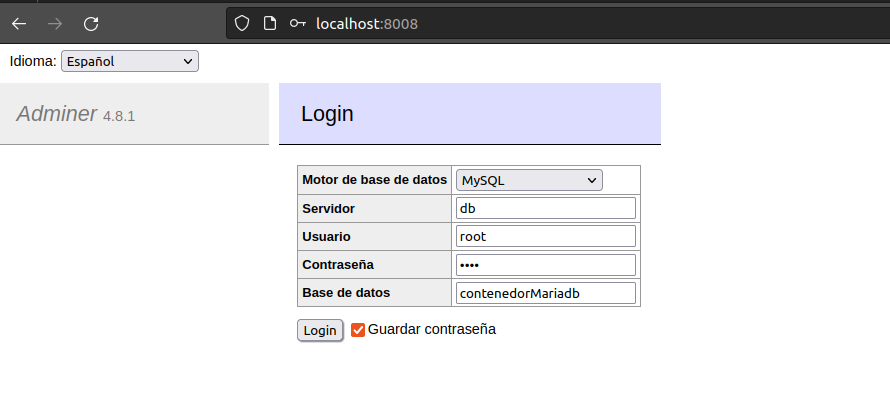 localhost:8008
Idioma: Español
Adminer 4.8.1
Login
Motor de base de datos MySQL
Servidor db
Usuario root
Contraseña ••••
Base de datos contenedorMariadb
Login Guardar contraseña